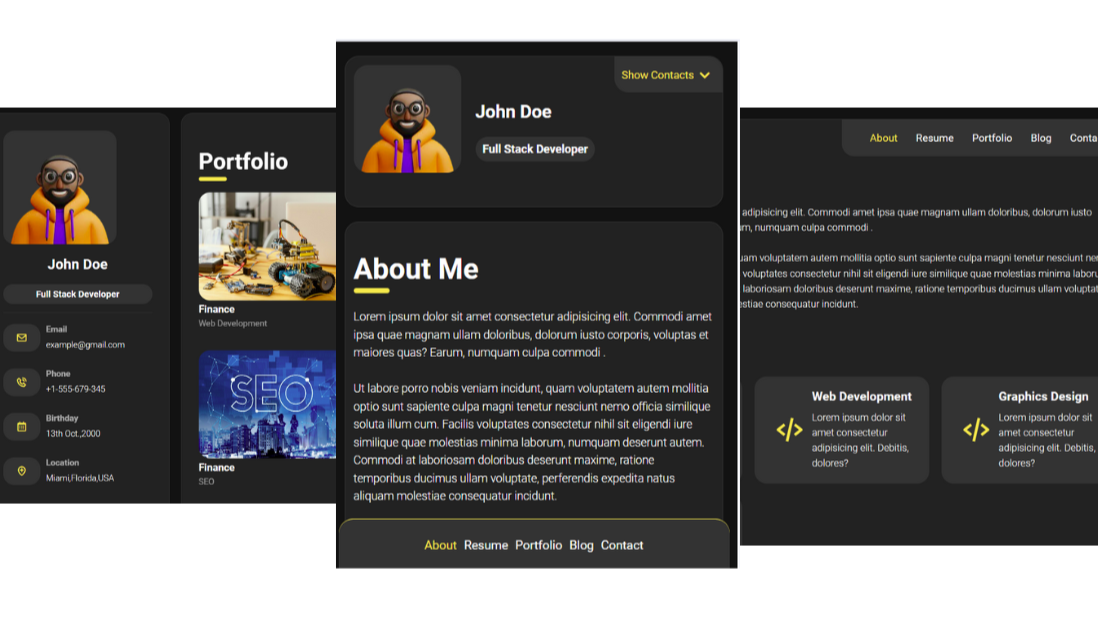 John Doe
Full Stack Developer
Email
example@gmail.com
Phone
+1-555-679-345
Birthday
13th Oct.,2000
Location
Miami,Florida,USA
Portfolio
Finance
Web Development
SEO
Finance
SEO
Show Contacts
John Doe
Full Stack Developer
About Me
Lorem ipsum dolor sit amet consectetur adipisicing elit. Commodi amet
ipsa quae magnam ullam doloribus, dolorum iusto corporis, voluptas et
maiores quas? Earum, numquam culpa commodi .
Ut labore porro nobis veniam incidunt, quam voluptatem autem mollitia
optio sunt sapiente culpa magni tenetur nesciunt nemo officia similique
soluta illum cum. Facilis voluptates consectetur nihil sit eligendi iure
similique quae molestias minima laborum, numquam deserunt autem.
Commodi at laboriosam doloribus deserunt maxime, ratione
temporibus ducimus ullam voluptate, perferendis expedita natus
aliquam molestiae consequatur incidunt.
About Resume Portfolio Blog Contact
About Resume Portfolio Blog Conta
adipisicing elit. Commodi amet ipsa quae magnam ullam doloribus, dolorum iusto
m, numquam culpa commodi .
uam voluptatem autem mollitia optio sunt sapiente culpa magni tenetur nesciunt ner
voluptates consectetur nihil sit eligendi iure similique quae molestias minima laboru
laboriosam doloribus deserunt maxime, ratione temporibus ducimus ullam voluptat
estiae consequatur incidunt.
</> Web Development
Lorem ipsum dolor sit
amet consectetur
adipisicing elit. Debitis,
dolores?
</> Graphics Design
Lorem ipsum dolor sit
amet consectetur
adipisicing elit. Debitis,
dolores?